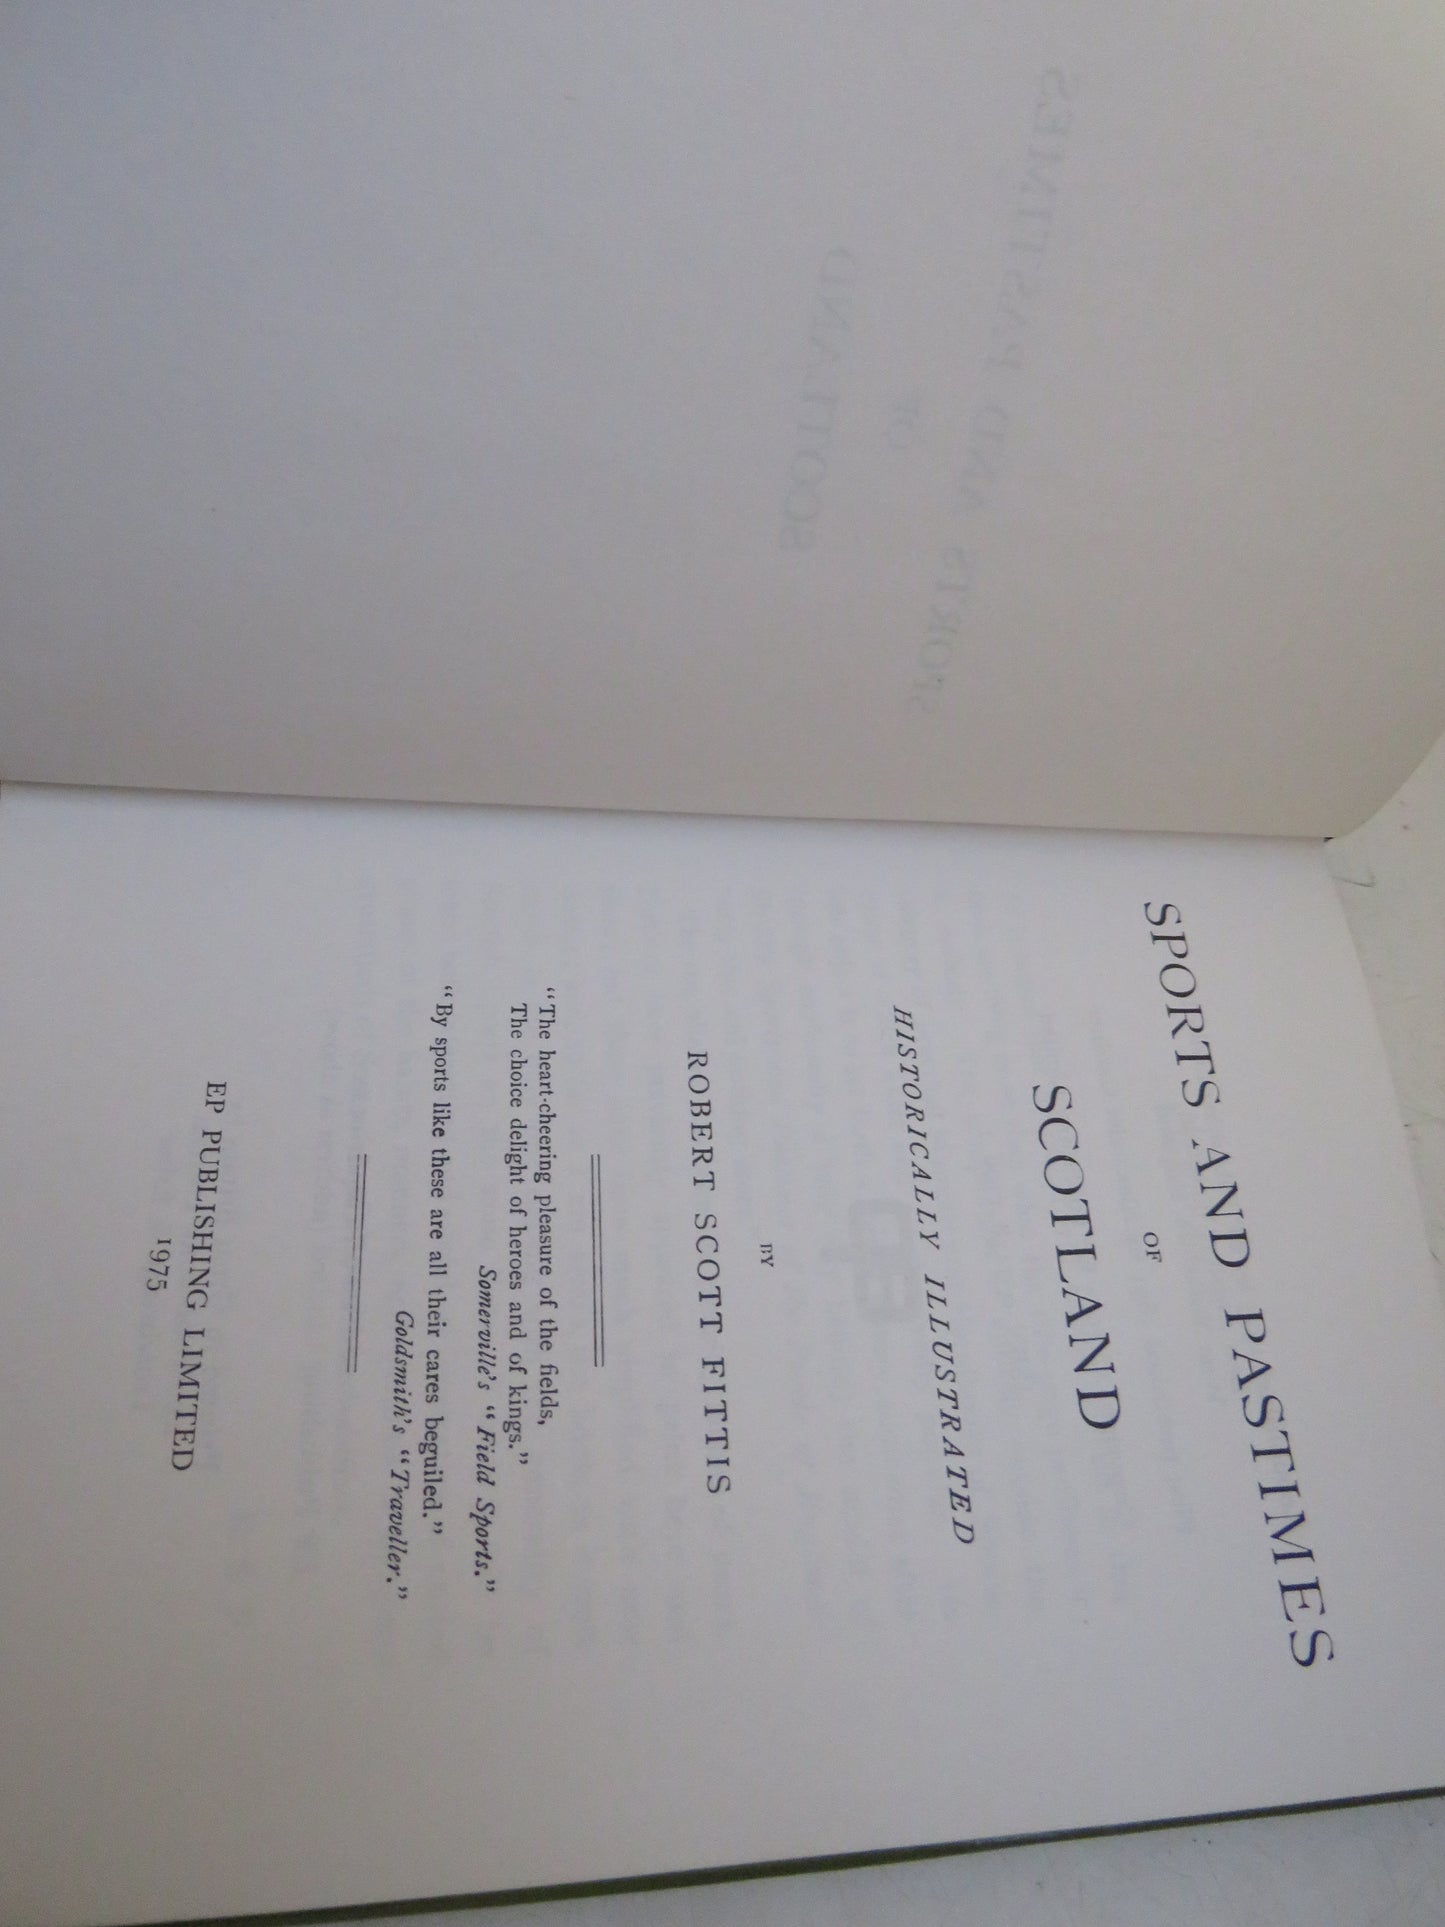 SPORTS AND PASTIMES
OF
SCOTLAND
HISTORICALLY ILLUSTRATED
BY
ROBERT SCOTT FITTIS
“The heart-cheering pleasure of the fields,
The choice delight of heroes and of kings.”
Somerville's “Field Sports.”
“By sports like these are all their cares beguiled.”
Goldsmith's “Traveller.”
EP PUBLISHING LIMITED
1975